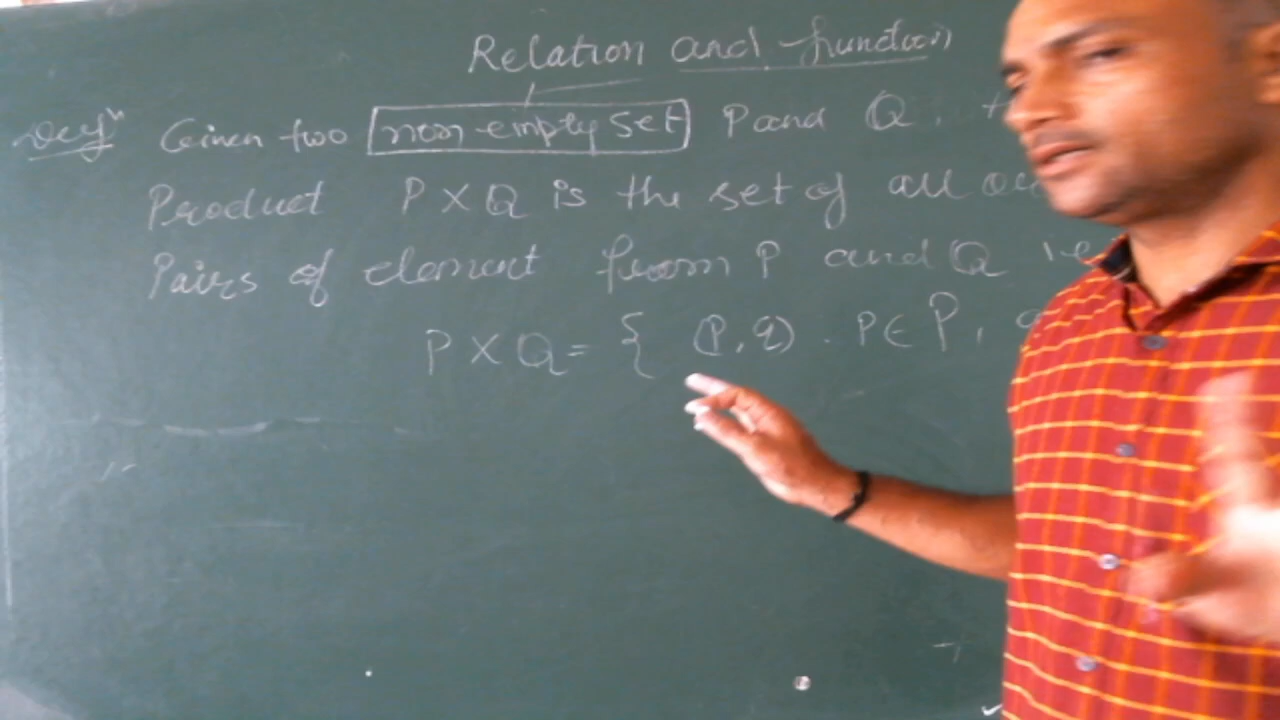 Relation and function
Defn Given two non empty set P and Q, t
Product P X Q is the set of all o
Pairs of element from P and Q ie
P X Q = { (P, q) . P ∈ P,